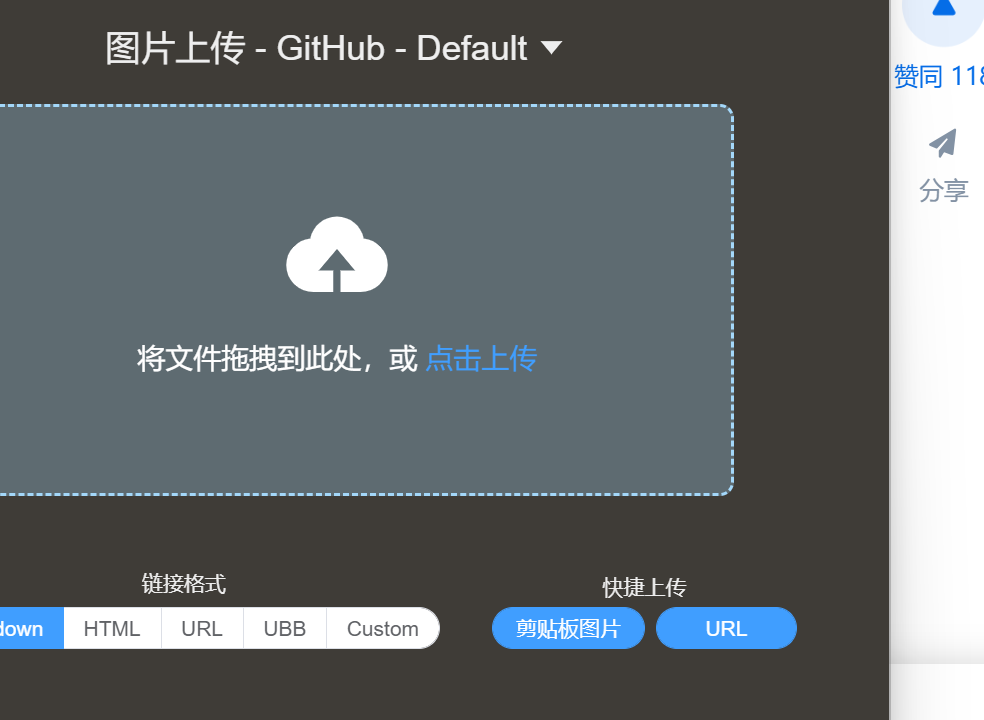 图片上传 - GitHub - Default
赞同 118
分享
将文件拖拽到此处，或 点击上传
链接格式
快捷上传
down HTML URL UBB Custom
剪贴板图片 URL